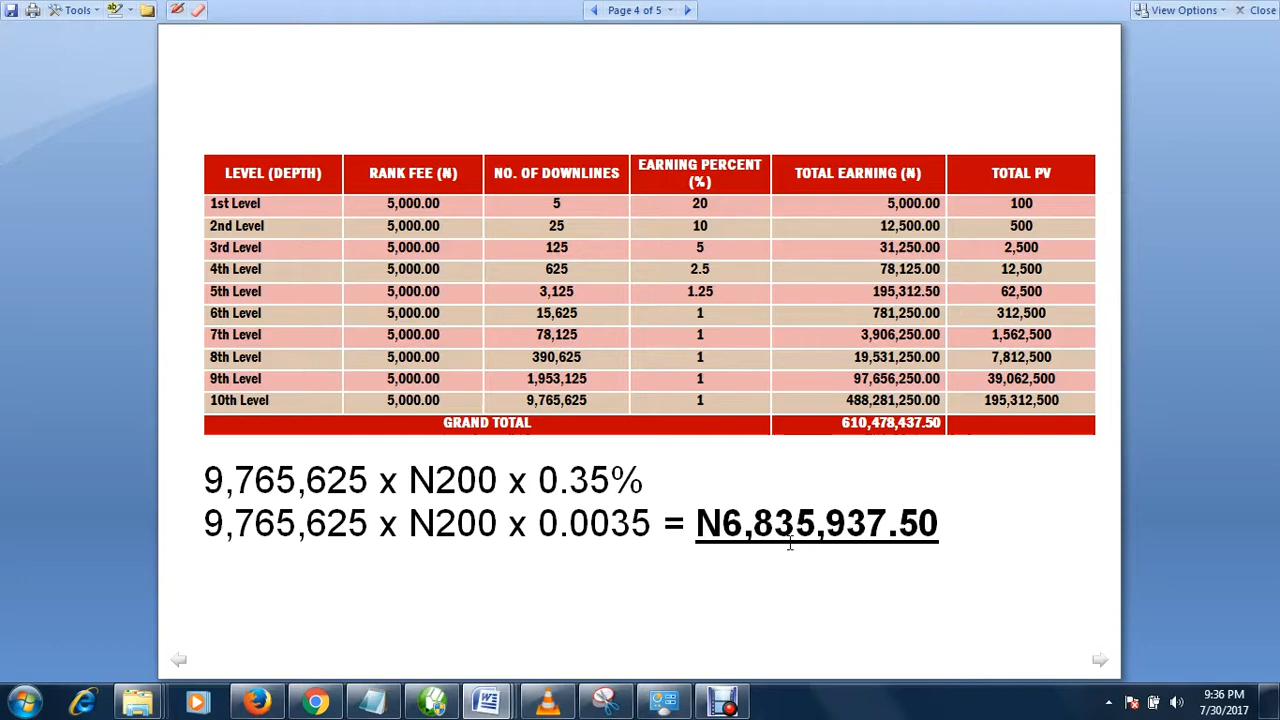 Tools
Page 4 of 5
View Options
Close
LEVEL (DEPTH) RANK FEE (N) NO. OF DOWNLINES EARNING PERCENT (%) TOTAL EARNING (N) TOTAL PV
1st Level 5,000.00 5 20 5,000.00 100
2nd Level 5,000.00 25 10 12,500.00 500
3rd Level 5,000.00 125 5 31,250.00 2,500
4th Level 5,000.00 625 2.5 78,125.00 12,500
5th Level 5,000.00 3,125 1.25 195,312.50 62,500
6th Level 5,000.00 15,625 1 781,250.00 312,500
7th Level 5,000.00 78,125 1 3,906,250.00 1,562,500
8th Level 5,000.00 390,625 1 19,531,250.00 7,812,500
9th Level 5,000.00 1,953,125 1 97,656,250.00 39,062,500
10th Level 5,000.00 9,765,625 1 488,281,250.00 195,312,500
GRAND TOTAL 610,478,437.50
9,765,625 x N200 x 0.35%
9,765,625 x N200 x 0.0035 = N6,835,937.50
9:36 PM
7/30/2017